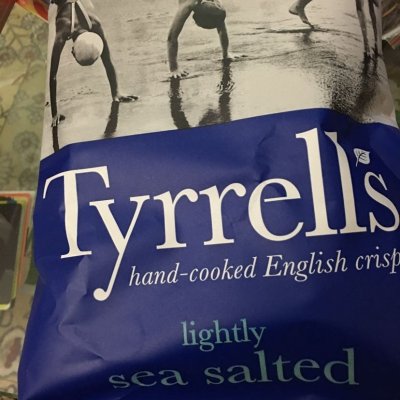 Tyrrell's
hand-cooked English crisp
lightly
sea salted